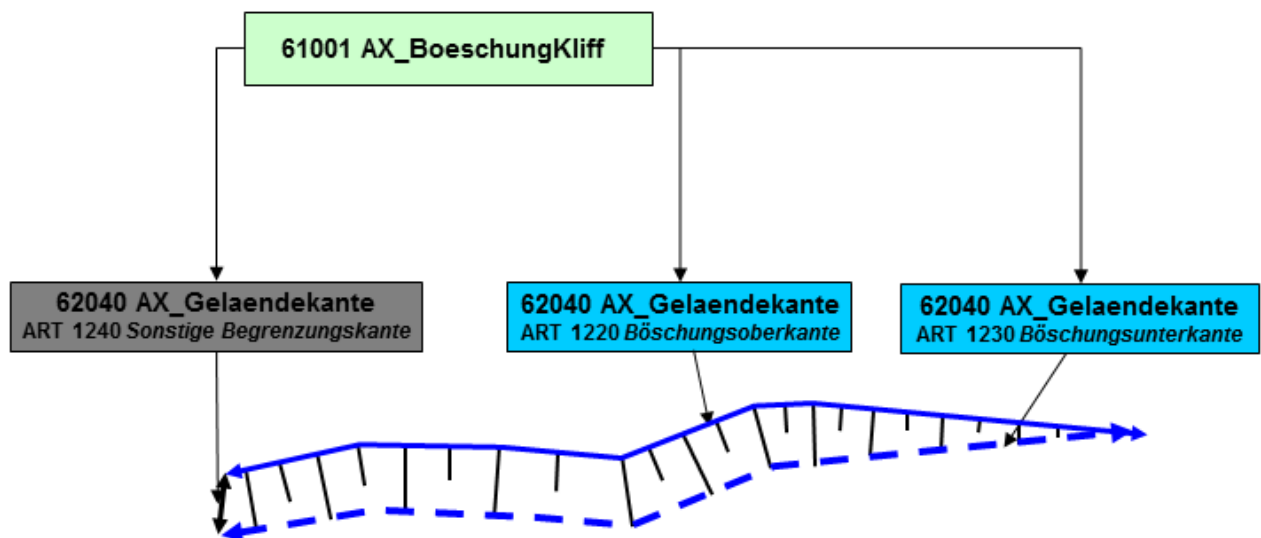 61001 AX_BoeschungKliff
62040 AX_Gelaendekante
ART 1240 Sonstige Begrenzungskante
62040 AX_Gelaendekante
ART 1220 Böschungsoberkante
62040 AX_Gelaendekante
ART 1230 Böschungsunterkante